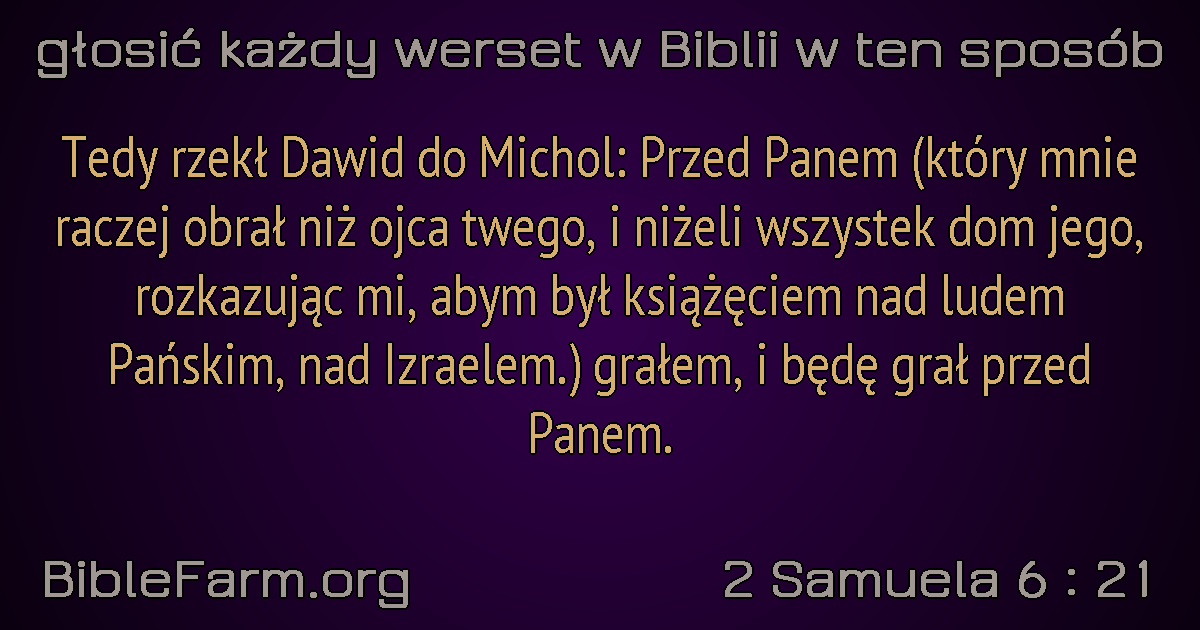 głosić każdy werset w Biblii w ten sposób
Tedy rzekł Dawid do Michol: Przed Panem (który mnie
raczej obrał niż ojca twego, i niżeli wszystek dom jego,
rozkazując mi, abym był książęciem nad ludem
Pańskim, nad Izraelem.) grałem, i będę grał przed
Panem.
BibleFarm.org
2 Samuela 6 : 21